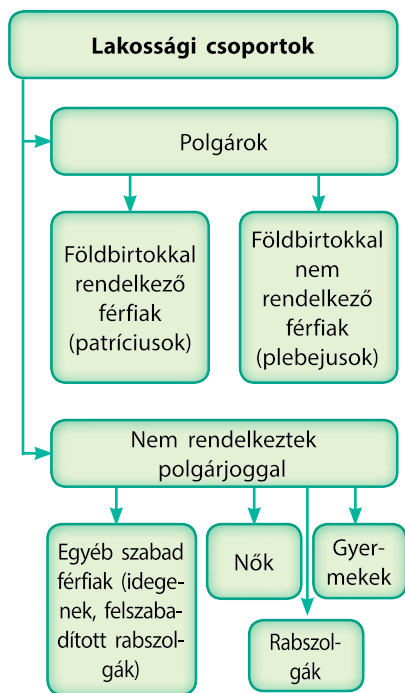 Lakossági csoportok
Polgárok
Földbirtokkal
rendelkező
férfiak
(patríciusok)
Földbirtokkal
nem
rendelkező
férfiak
(plebejusok)
Nem rendelkeztek
polgárjoggal
Egyéb szabad
férfiak (idege-
nek, felszaba-
dított rabszol-
gák)
Nők
Gyer-
mekek
Rabszol-
gák